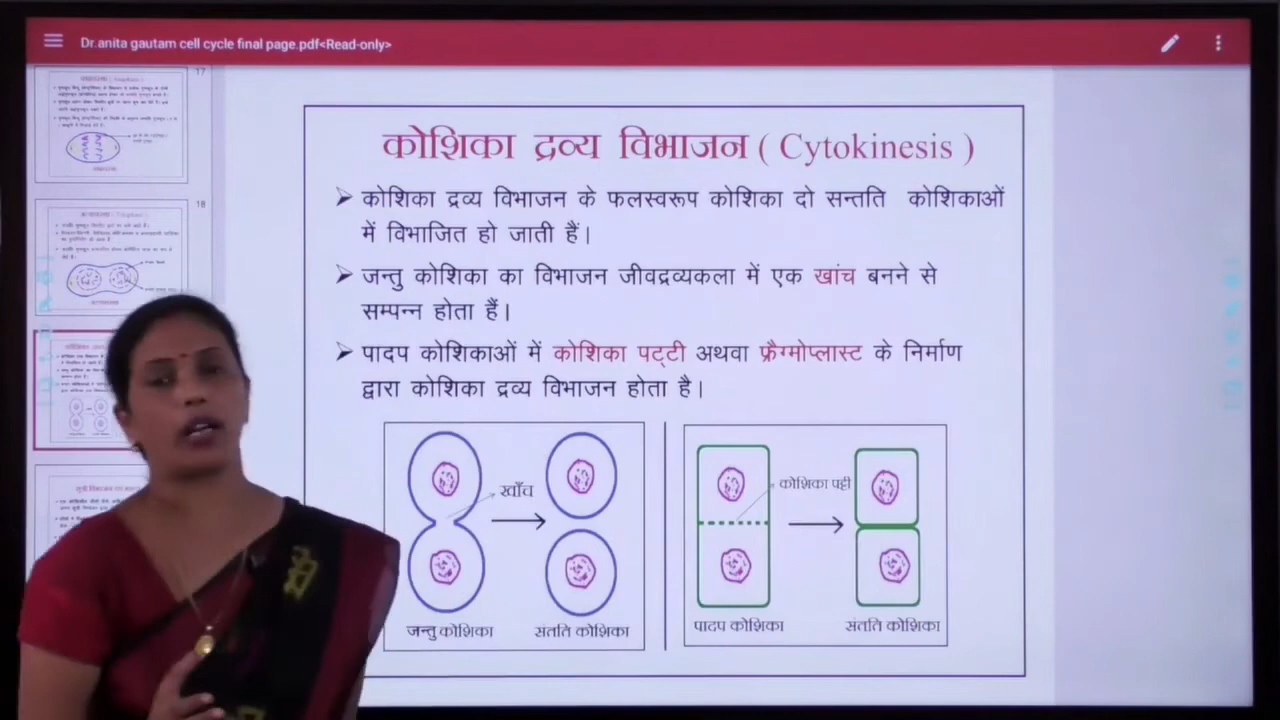 Dr.anita gautam cell cycle final page.pdf<Read-only>
17
18
कोशिका द्रव्य विभाजन ( Cytokinesis )
➤ कोशिका द्रव्य विभाजन के फलस्वरूप कोशिका दो सन्तति कोशिकाओं
में विभाजित हो जाती हैं।
➤ जन्तु कोशिका का विभाजन जीवद्रव्यकला में एक खांच बनने से
सम्पन्न होता हैं।
➤ पादप कोशिकाओं में कोशिका पट्टी अथवा फ्रैग्मोप्लास्ट के निर्माण
द्वारा कोशिका द्रव्य विभाजन होता है।
खाँच
कोशिका पट्टी
जन्तु कोशिका
संतति कोशिका
पादप कोशिका
संतति कोशिका